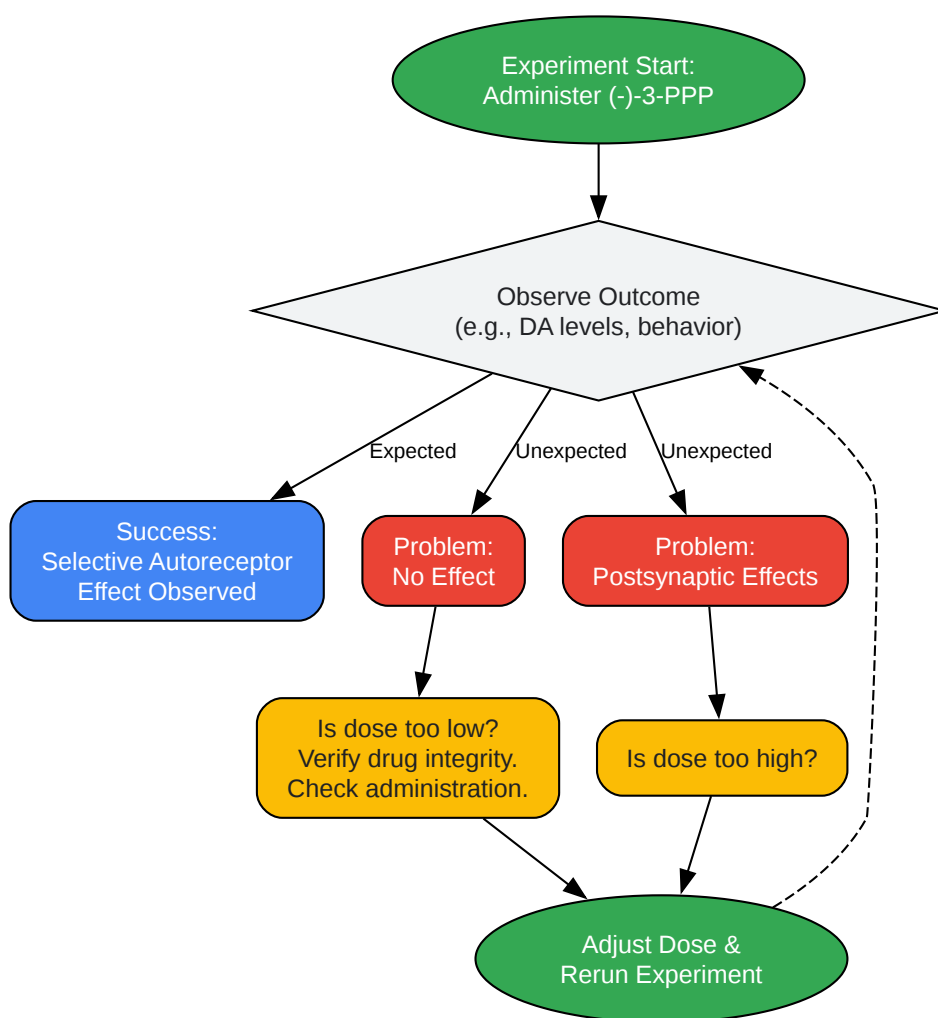 Experiment Start:
Administer (-)-3-PPP
Observe Outcome
(e.g., DA levels, behavior)
Expected
Unexpected
Unexpected
Success:
Selective Autoreceptor
Effect Observed
Problem:
No Effect
Problem:
Postsynaptic Effects
Is dose too low?
Verify drug integrity.
Check administration.
Is dose too high?
Adjust Dose &
Rerun Experiment